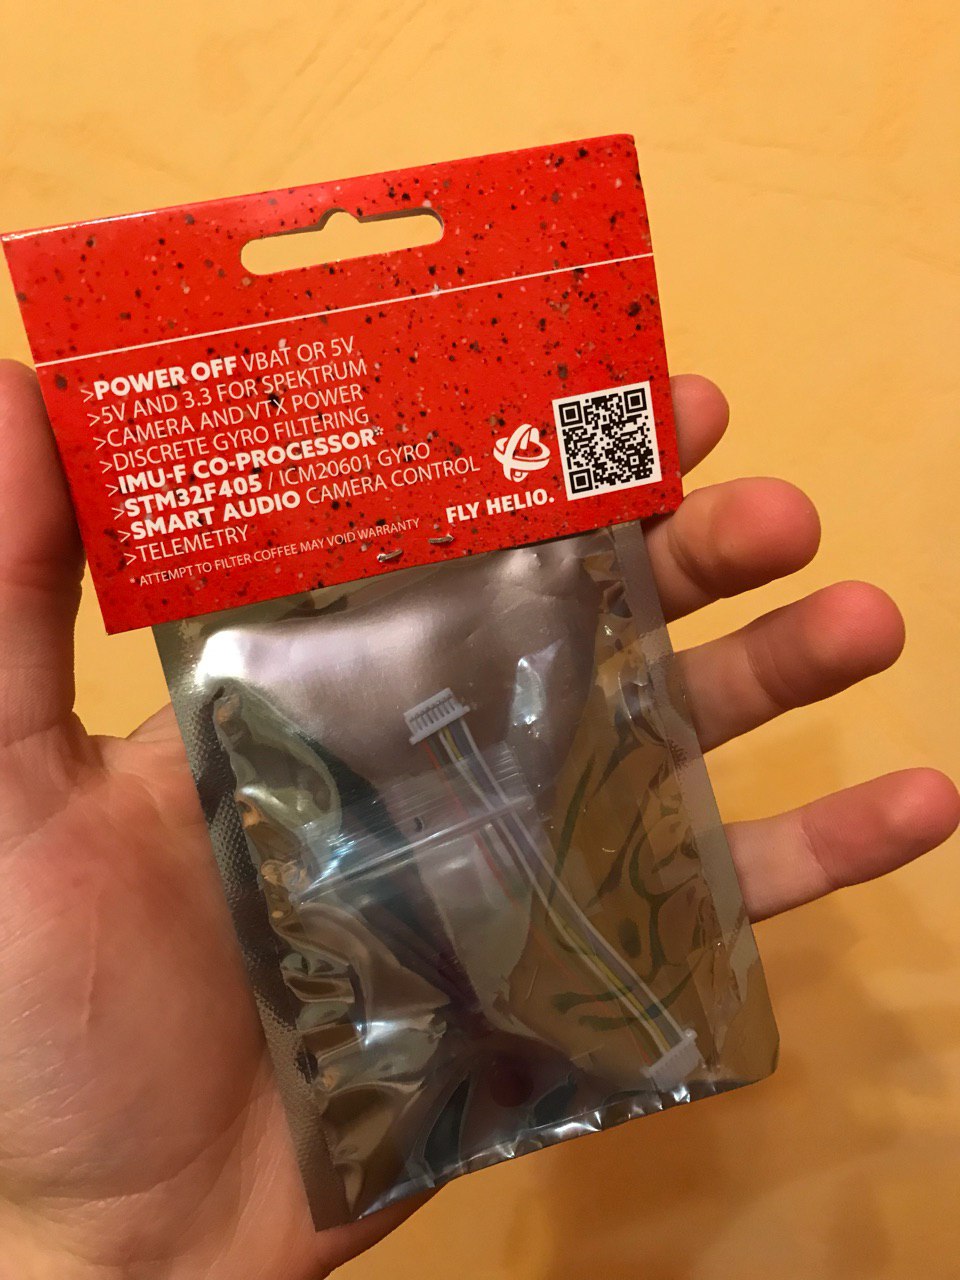 >POWER OFF VBAT OR 5V
>5V AND 3.3 FOR SPEKTRUM
>CAMERA AND VTX POWER
>DISCRETE GYRO FILTERING
>IMU-F CO-PROCESSOR*
>STM32F405 / ICM20601 GYRO
>SMART AUDIO CAMERA CONTROL
>TELEMETRY
* ATTEMPT TO FILTER COFFEE MAY VOID WARRANTY
FLY HELIO.